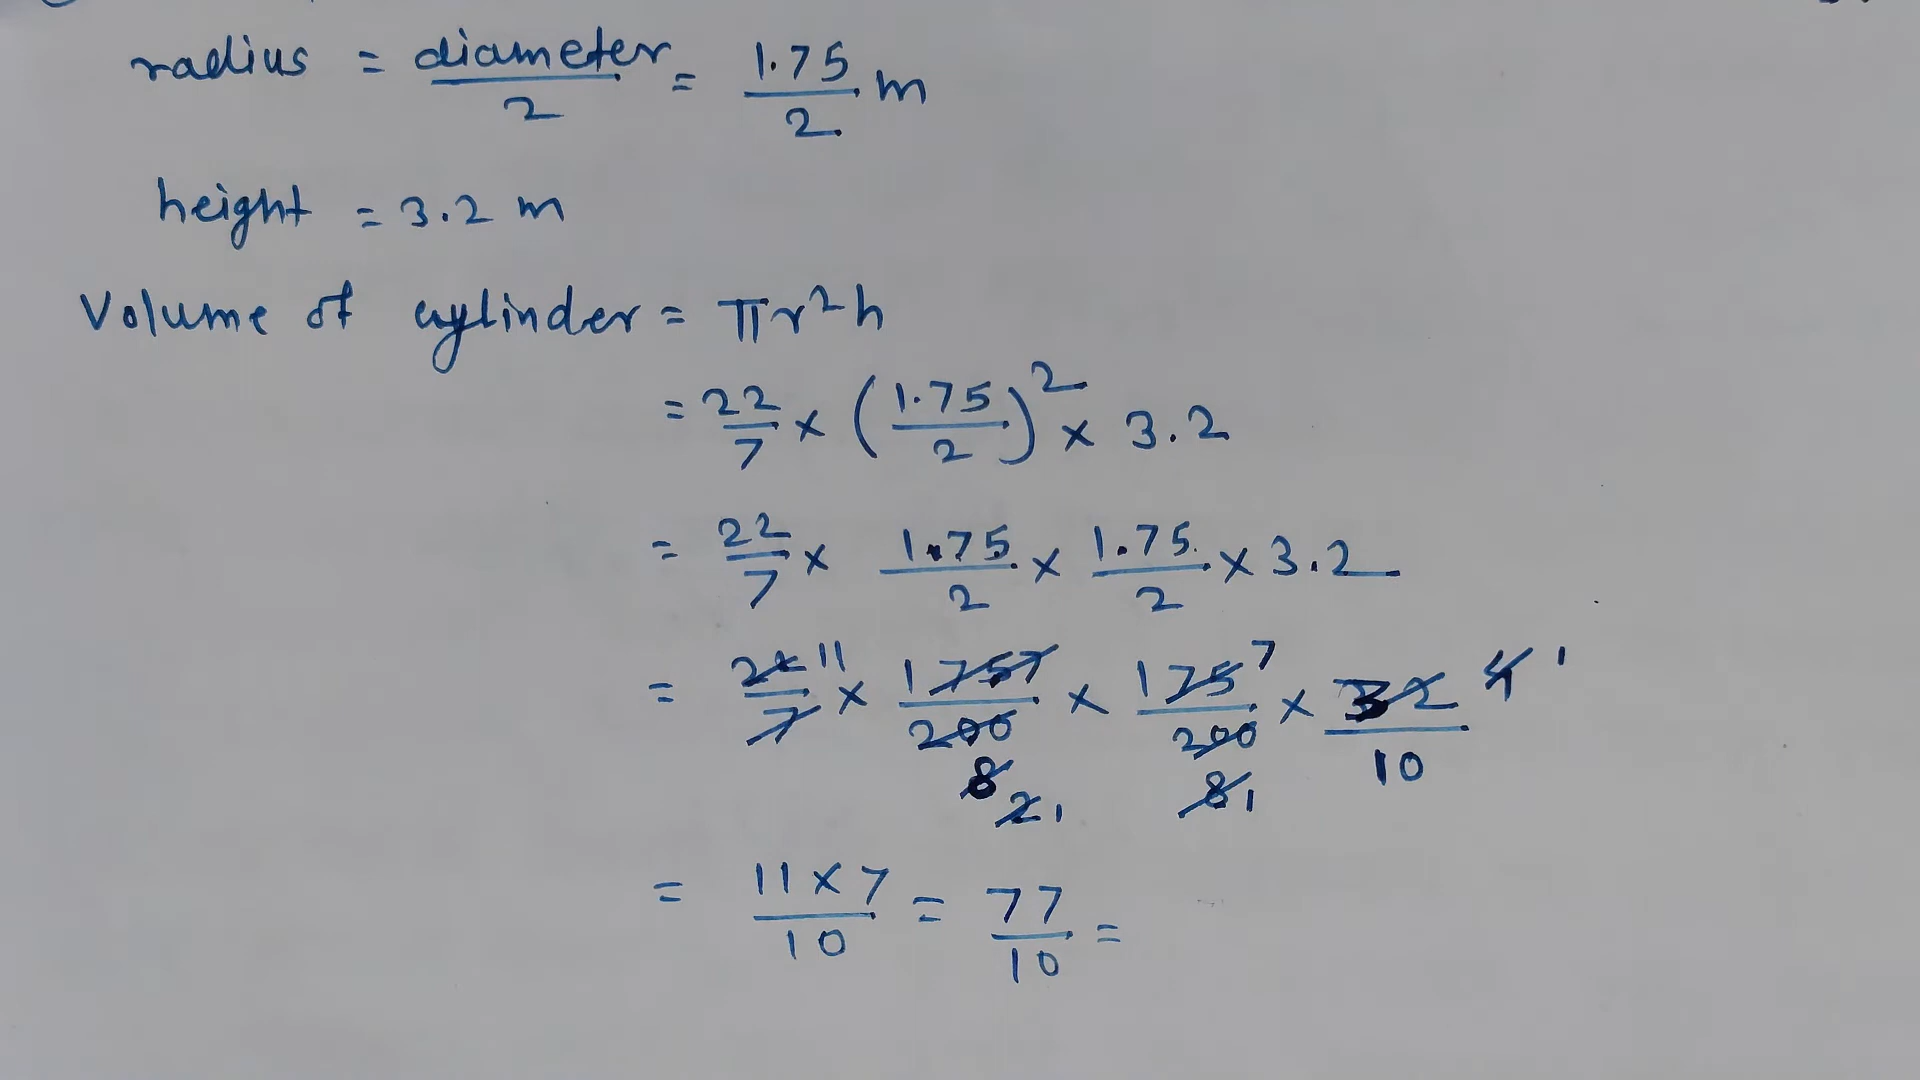 radius = diameter/2 = 1.75/2 m
height = 3.2 m
Volume of cylinder = πr²h
= 22/7 × (1.75/2)² × 3.2
= 22/7 × 1.75/2 × 1.75/2 × 3.2
= 22/7 11 × 175/200 7 × 175/200 7 × 32/10 4 1
8 2 1 8 1
= 11×7/10 = 77/10 =